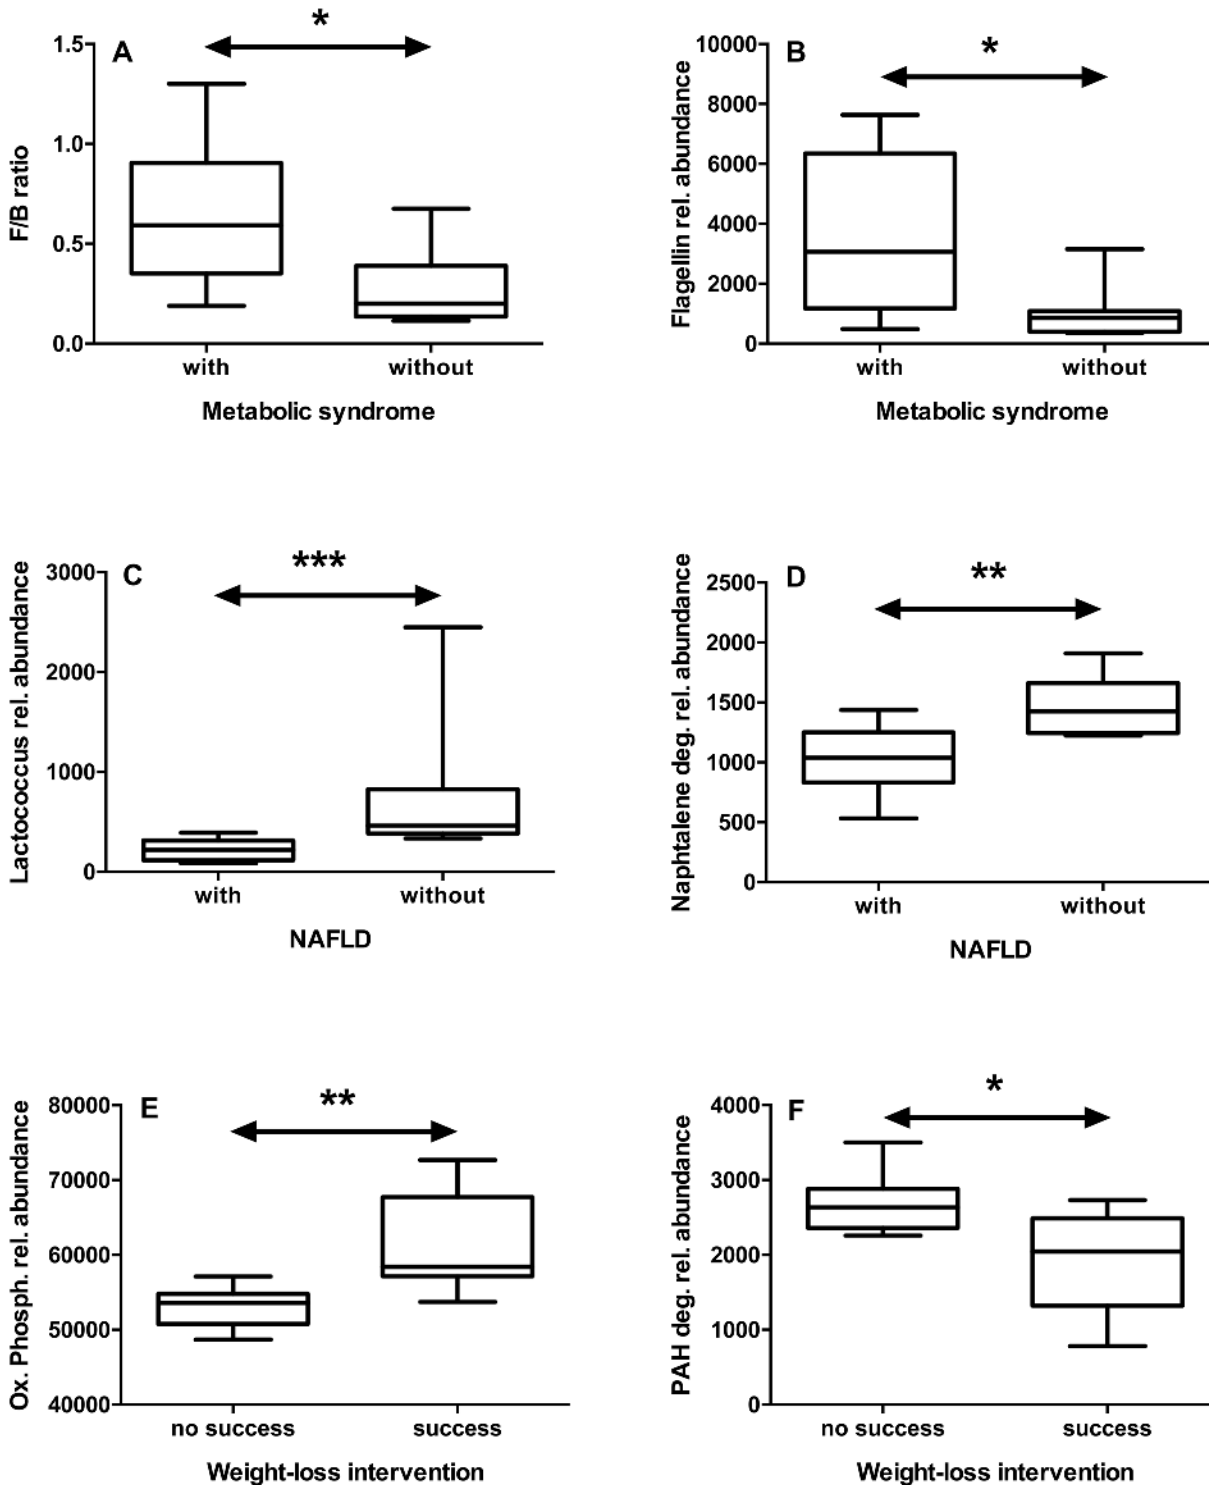 A
*
F/B ratio
1.5
1.0
0.5
0.0
with without
Metabolic syndrome
B
*
Flagellin rel. abundance
10000
8000
6000
4000
2000
0
with without
Metabolic syndrome
C
***
Lactococcus rel. abundance
3000
2000
1000
0
with without
NAFLD
D
**
Naphtalene deg. rel. abundance
2500
2000
1500
1000
500
0
with without
NAFLD
E
**
Ox. Phosph. rel. abundance
80000
70000
60000
50000
40000
no success success
Weight-loss intervention
F
*
PAH deg. rel. abundance
4000
3000
2000
1000
0
no success success
Weight-loss intervention